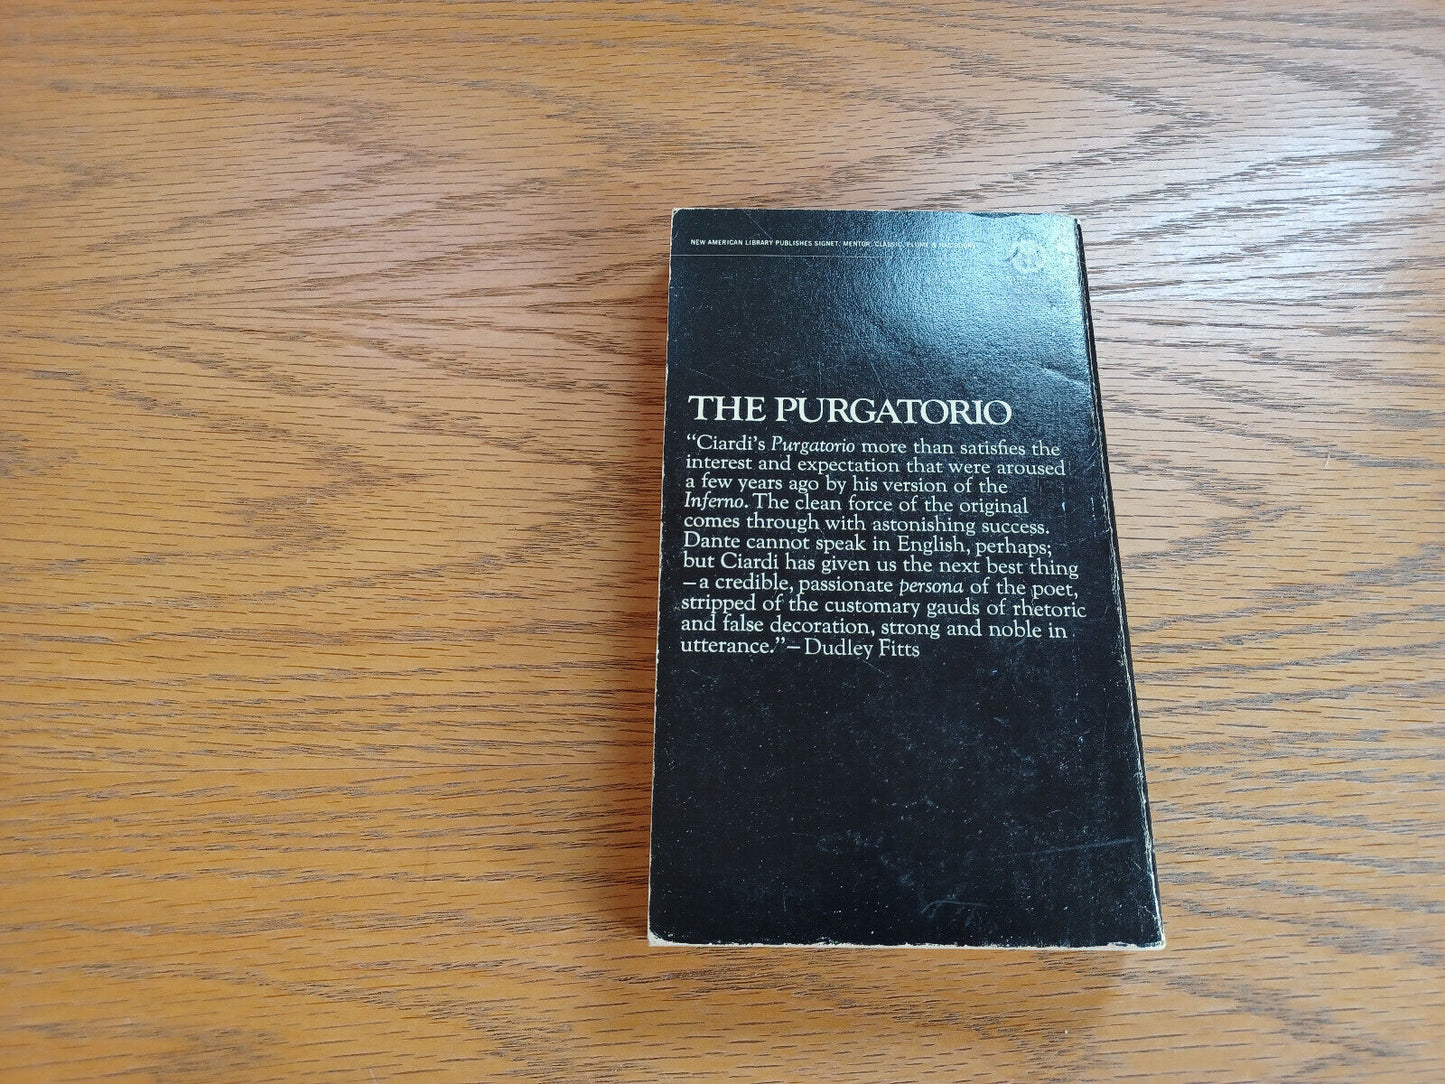 NEW AMERICAN LIBRARY PUBLISHES SIGNET, MENTOR, CLASSIC, PLUME & NAL BOOKS
THE PURGATORIO
“Ciardi’s Purgatorio more than satisfies the
interest and expectation that were aroused
a few years ago by his version of the
Inferno. The clean force of the original
comes through with astonishing success.
Dante cannot speak in English, perhaps;
but Ciardi has given us the next best thing
—a credible, passionate persona of the poet,
stripped of the customary gauds of rhetoric
and false decoration, strong and noble in
utterance.”—Dudley Fitts